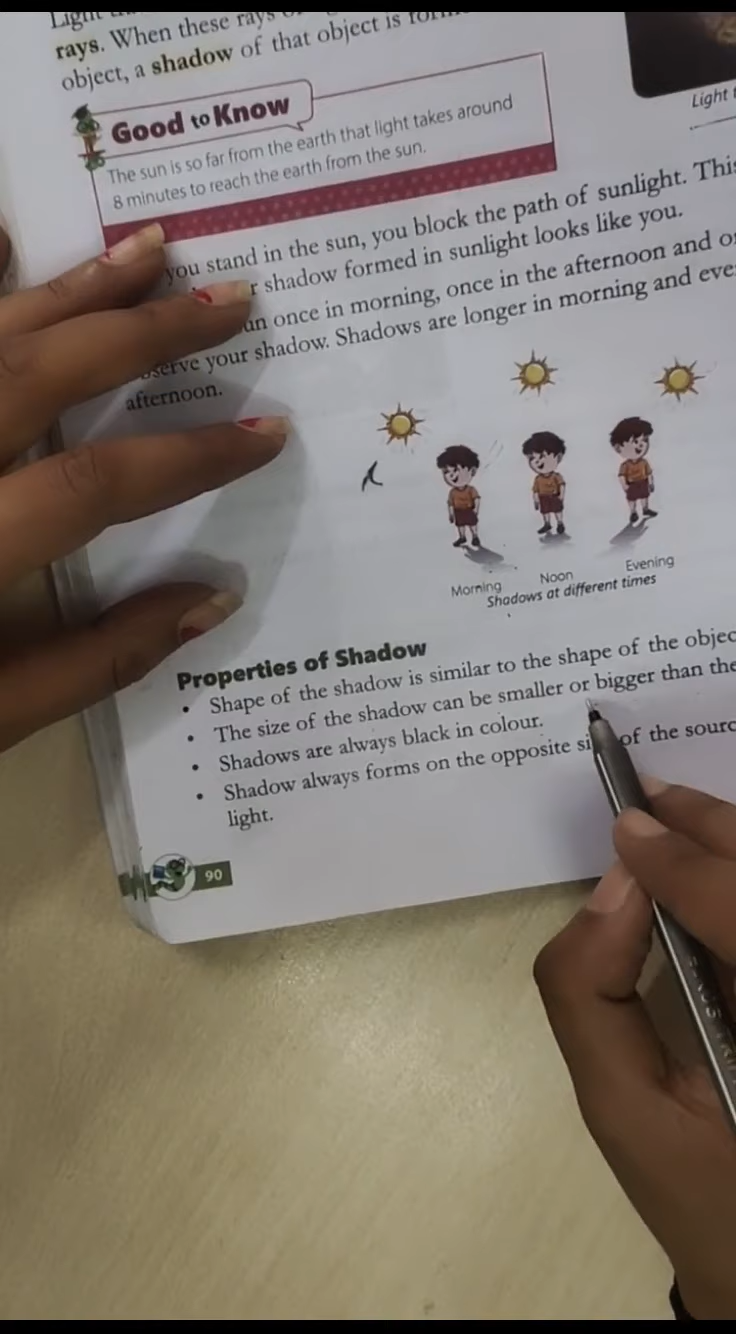 Light
rays. When these rays
object, a shadow of that object is
Good to Know
The sun is so far from the earth that light takes around
8 minutes to reach the earth from the sun.
Light
you stand in the sun, you block the path of sunlight. This
shadow formed in sunlight looks like you.
once in morning, once in the afternoon and
your shadow. Shadows are longer in morning and
afternoon.
Morning
Noon
Evening
Shadows at different times
Properties of Shadow
• Shape of the shadow is similar to the shape of the
• The size of the shadow can be smaller or bigger than the
• Shadows are always black in colour.
• Shadow always forms on the opposite of the
light.
90